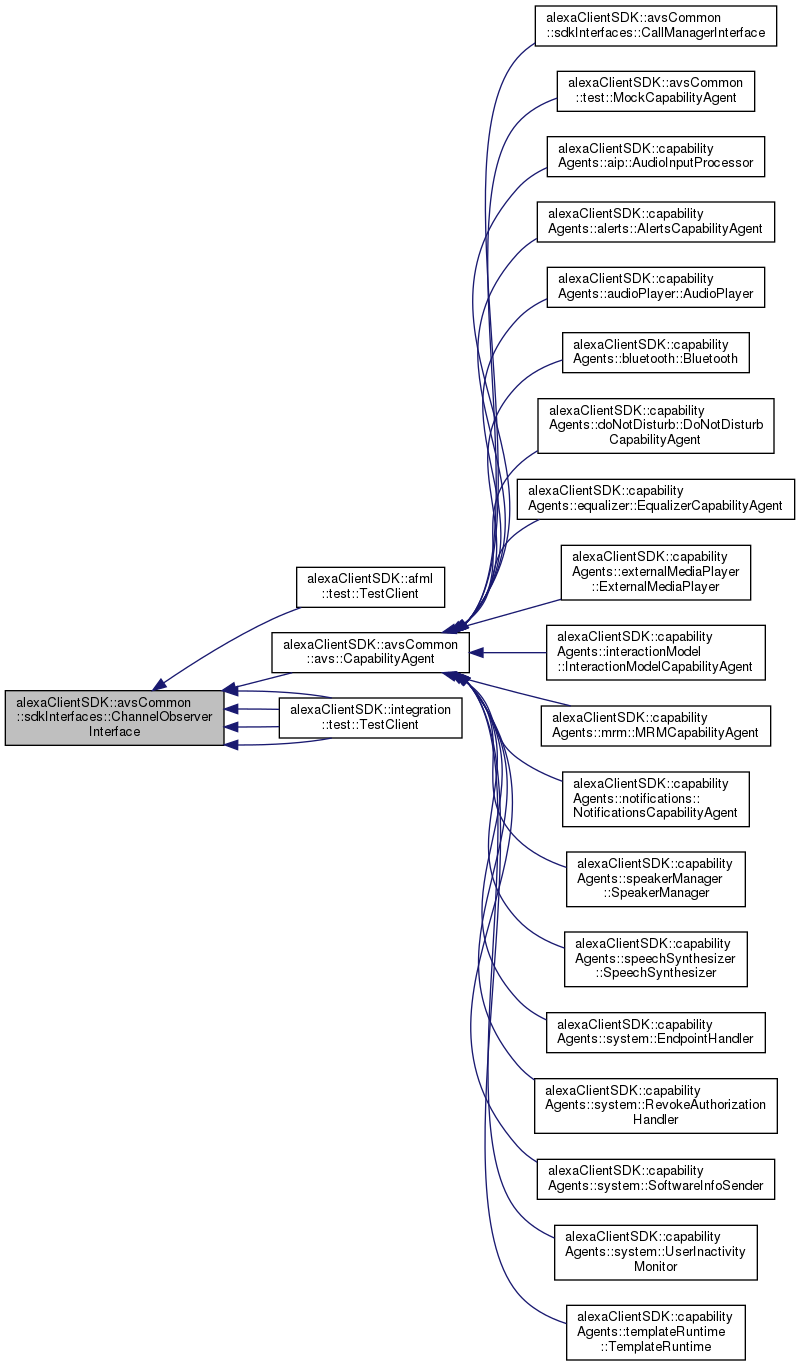 alexaClientSDK::avsCommon
::sdkInterfaces::CallManagerInterface
alexaClientSDK::avsCommon
::test::MockCapabilityAgent
alexaClientSDK::capability
Agents::aip::AudioInputProcessor
alexaClientSDK::capability
Agents::alerts::AlertsCapabilityAgent
alexaClientSDK::capability
Agents::audioPlayer::AudioPlayer
alexaClientSDK::capability
Agents::bluetooth::Bluetooth
alexaClientSDK::capability
Agents::doNotDisturb::DoNotDisturb
CapabilityAgent
alexaClientSDK::capability
Agents::equalizer::EqualizerCapabilityAgent
alexaClientSDK::capability
Agents::externalMediaPlayer
::ExternalMediaPlayer
alexaClientSDK::afml
::test::TestClient
alexaClientSDK::avsCommon
::avs::CapabilityAgent
alexaClientSDK::capability
Agents::interactionModel
::InteractionModelCapabilityAgent
alexaClientSDK::avsCommon
::sdkInterfaces::ChannelObserver
Interface
alexaClientSDK::integration
::test::TestClient
alexaClientSDK::capability
Agents::mrm::MRMCapabilityAgent
alexaClientSDK::capability
Agents::notifications::
NotificationsCapabilityAgent
alexaClientSDK::capability
Agents::speakerManager
::SpeakerManager
alexaClientSDK::capability
Agents::speechSynthesizer
::SpeechSynthesizer
alexaClientSDK::capability
Agents::system::EndpointHandler
alexaClientSDK::capability
Agents::system::RevokeAuthorization
Handler
alexaClientSDK::capability
Agents::system::SoftwareInfoSender
alexaClientSDK::capability
Agents::system::UserInactivity
Monitor
alexaClientSDK::capability
Agents::templateRuntime
::TemplateRuntime